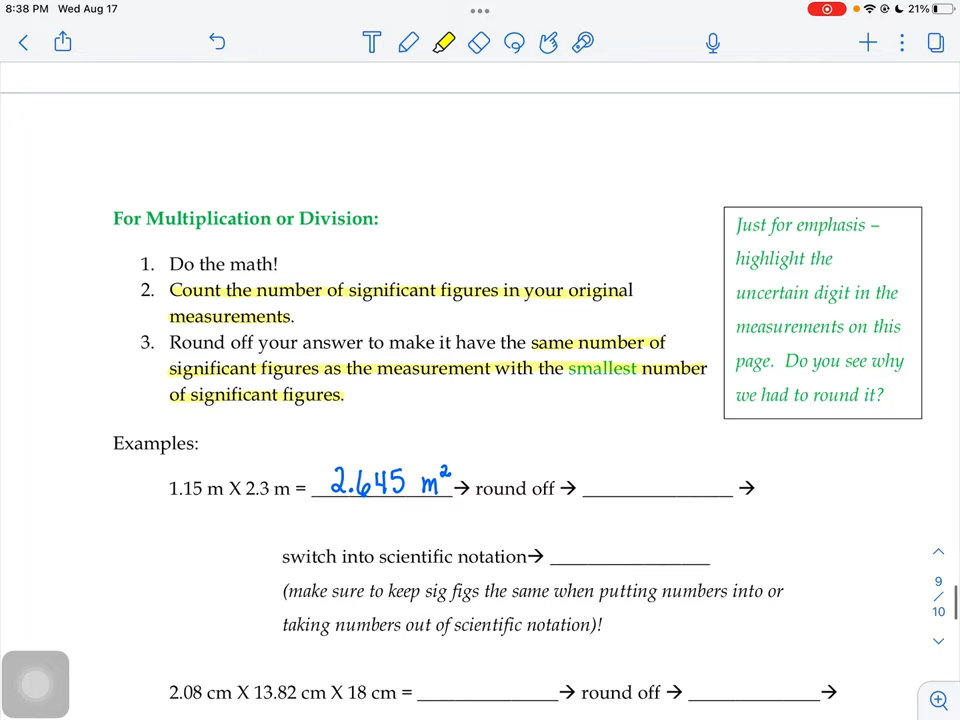 8:38 PM Wed Aug 17
21%
For Multiplication or Division:
Just for emphasis –
highlight the
uncertain digit in the
measurements on this
page. Do you see why
we had to round it?
1. Do the math!
2. Count the number of significant figures in your original
measurements.
3. Round off your answer to make it have the same number of
significant figures as the measurement with the smallest number
of significant figures.
Examples:
1.15 m X 2.3 m = 2.645 m² → round off → _______________ →
switch into scientific notation→ ________________
(make sure to keep sig figs the same when putting numbers into or
taking numbers out of scientific notation)!
2.08 cm X 13.82 cm X 18 cm = ______________→ round off → _____________→
9
/
10